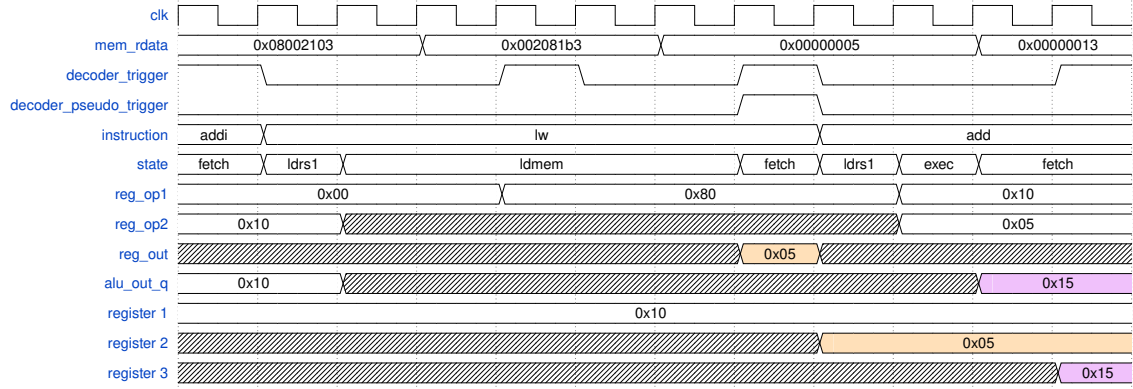 clk
mem_rdata 0x08002103 0x002081b3 0x00000005 0x00000013
decoder_trigger
decoder_pseudo_trigger
instruction addi lw add
state fetch ldrs1 ldmem fetch ldrs1 exec fetch
reg_op1 0x00 0x80 0x10
reg_op2 0x10 0x05
reg_out 0x05
alu_out_q 0x10 0x15
register 1 0x10
register 2 0x05
register 3 0x15